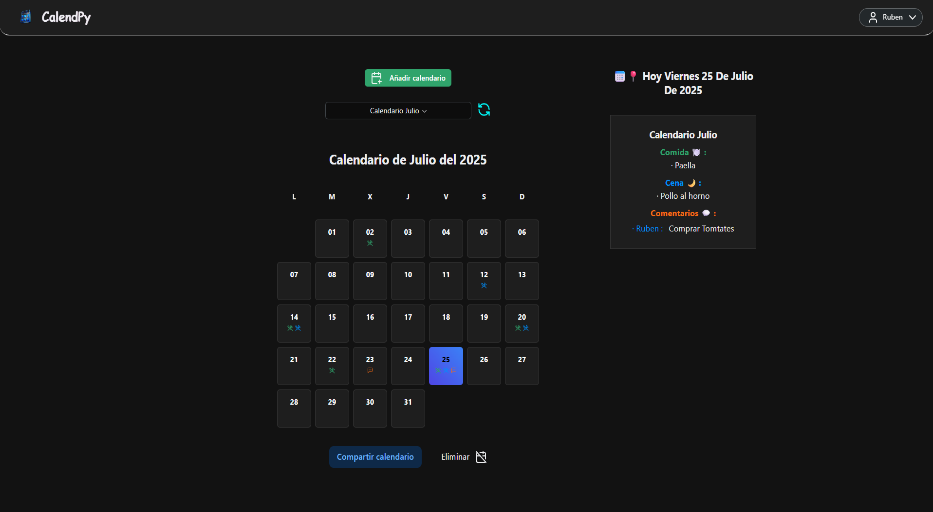 CalendPy
Ruben
Añadir calendario
Calendario Julio
Calendario de Julio del 2025
L M X J V S D
01 02 03 04 05 06
07 08 09 10 11 12 13
14 15 16 17 18 19 20
21 22 23 24 25 26 27
28 29 30 31
Compartir calendario Eliminar
Hoy Viernes 25 De Julio
De 2025
Calendario Julio
Comida 🍽️ :
- Paella
Cena 🌙 :
- Pollo al horno
Comentarios 💬 :
- Ruben : Comprar Tomtates